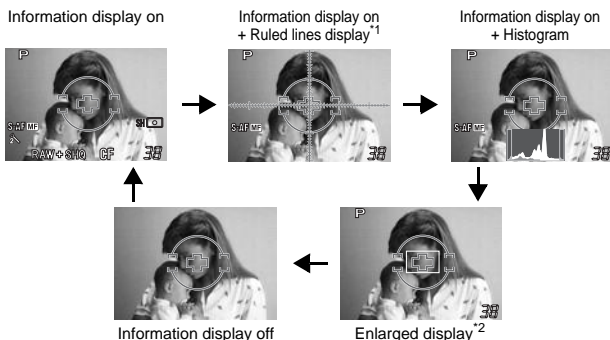 Information display on
Information display on
+ Ruled lines display*1
Information display on
+ Histogram
P
S-AF MF
RAW+SHQ CF 38
SH
P
S-AF MF
38
P
S-AF MF
38
Information display off
P
38
Enlarged display*2